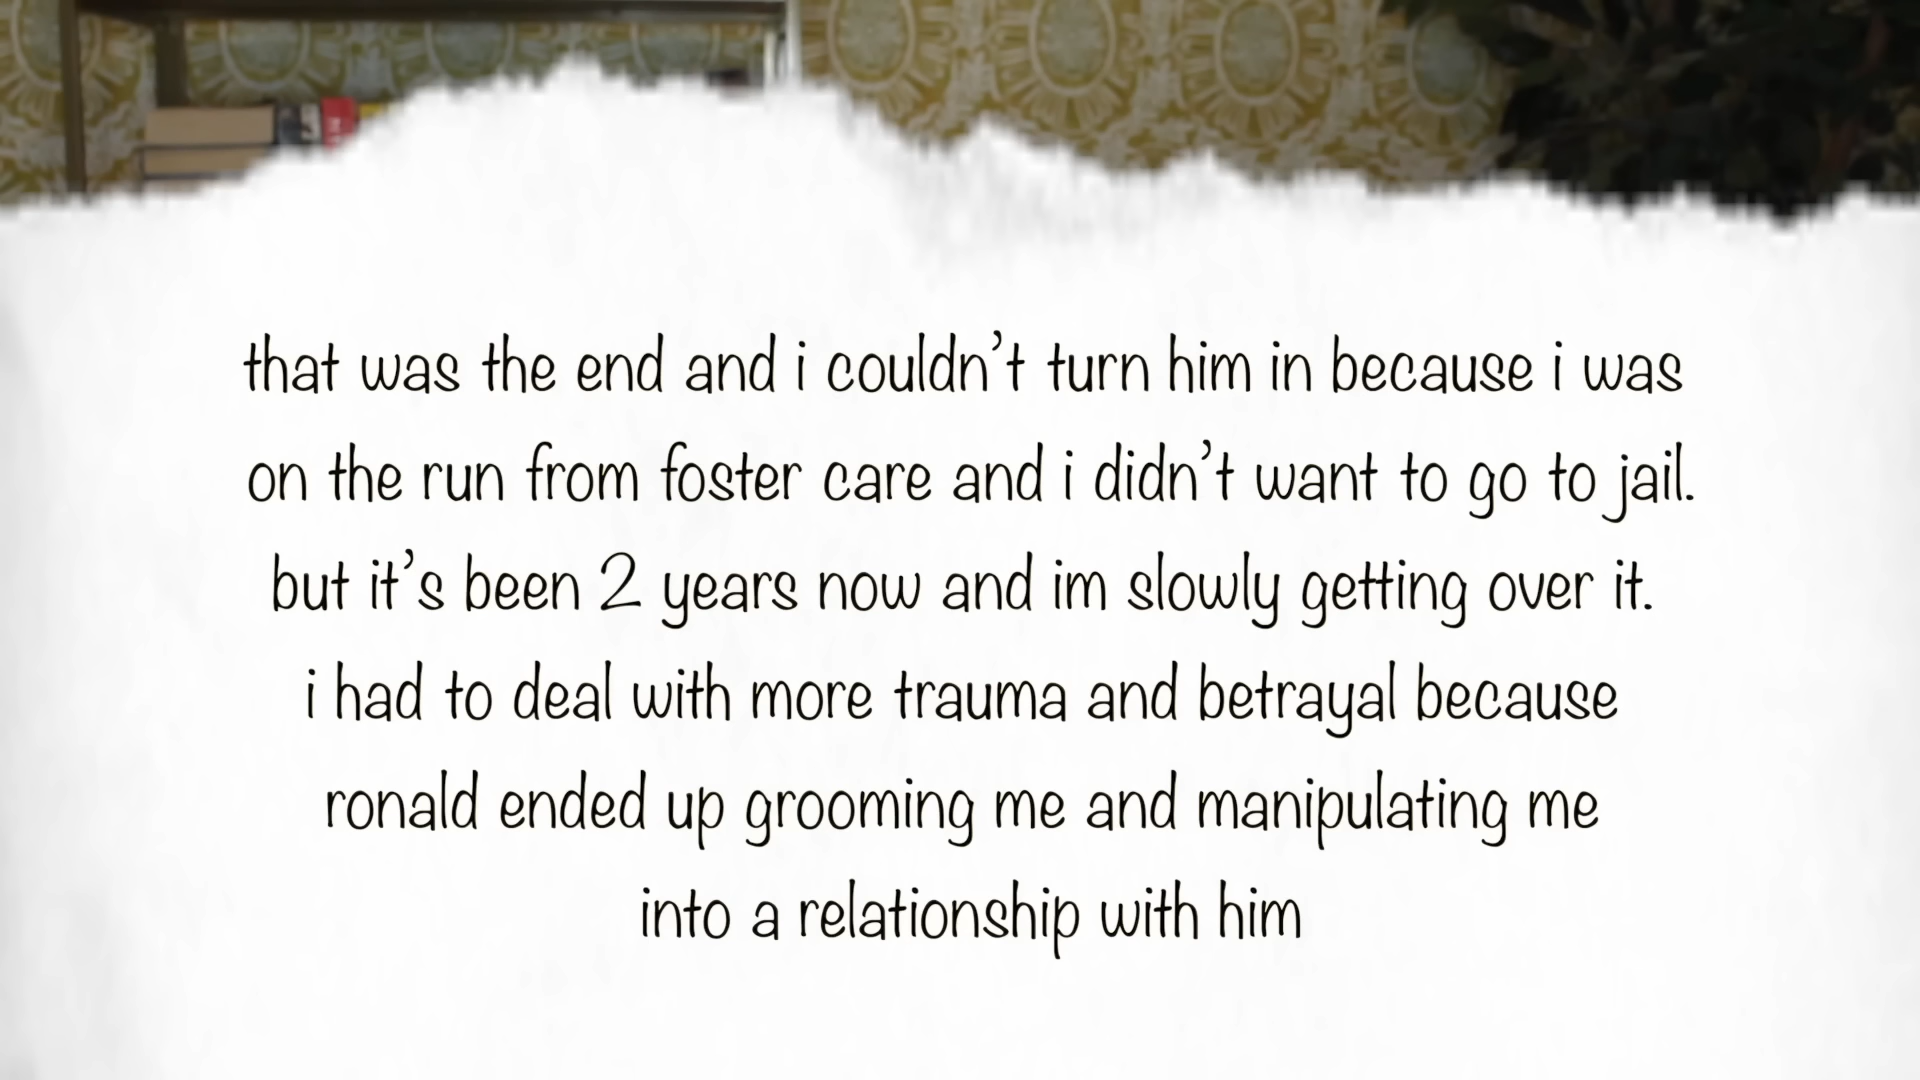 that was the end and i couldn't turn him in because i was
on the run from foster care and i didn't want to go to jail.
but it's been 2 years now and im slowly getting over it.
i had to deal with more trauma and betrayal because
ronald ended up grooming me and manipulating me
into a relationship with him